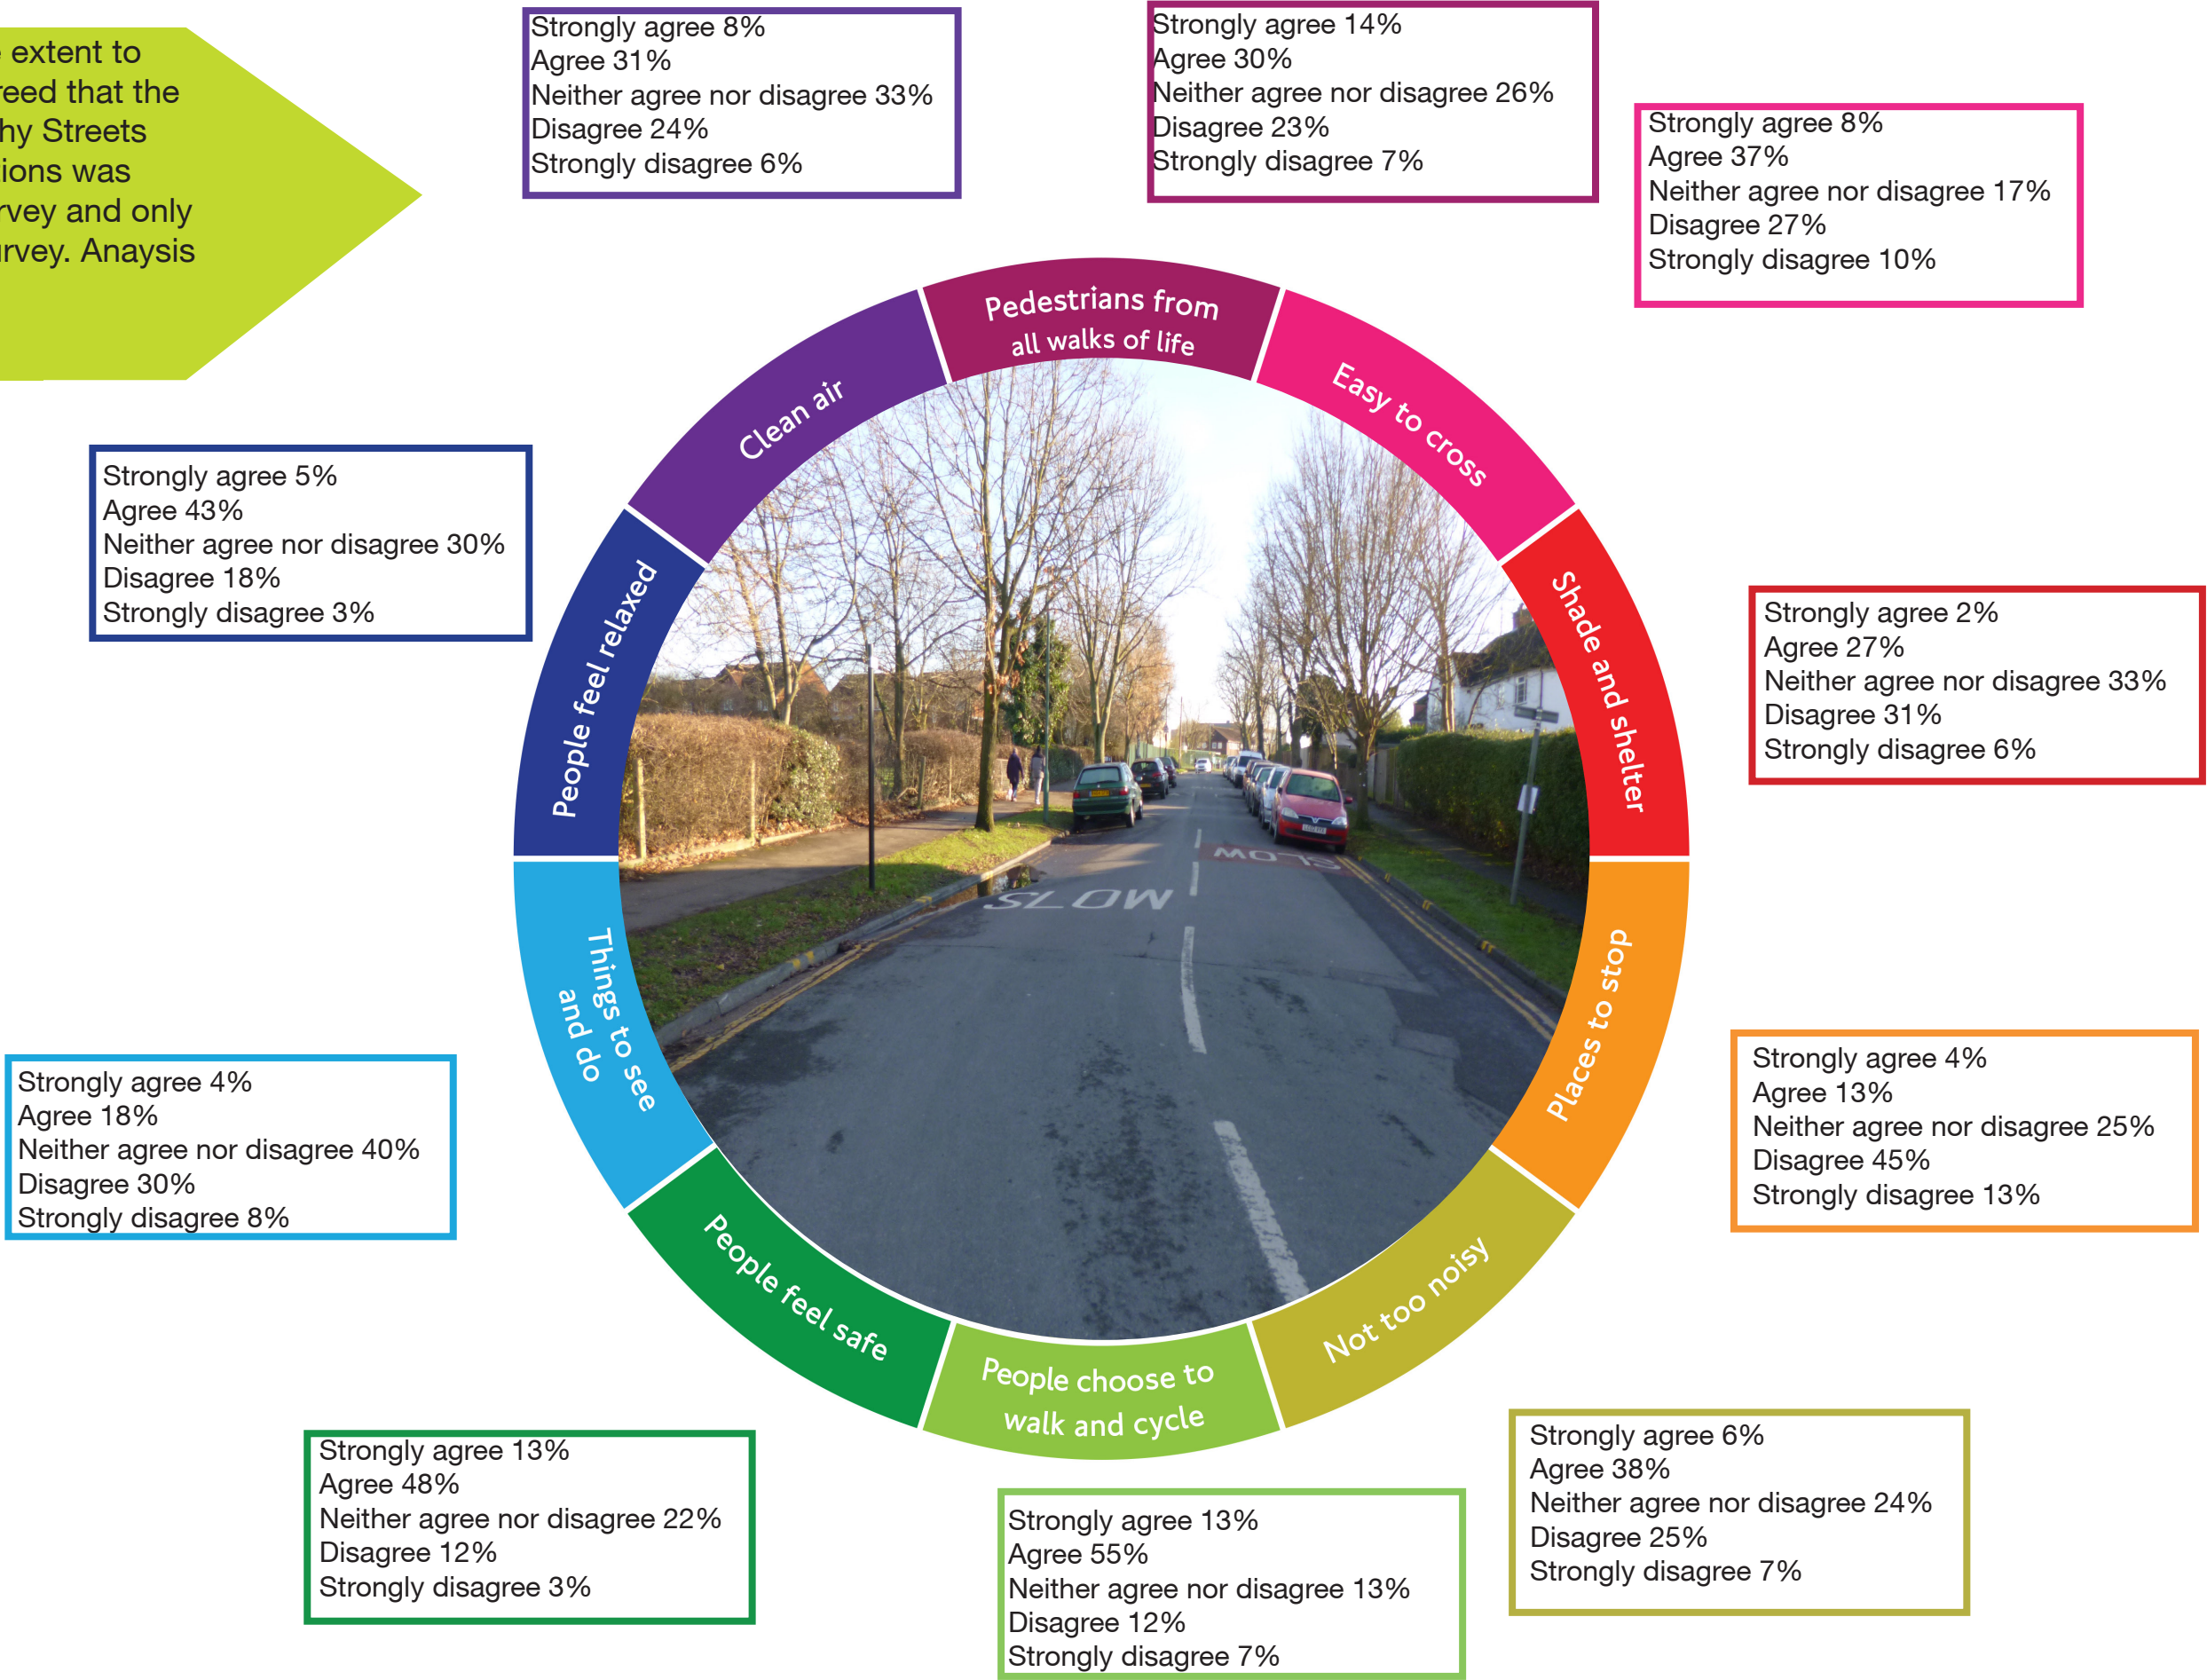 extent to
reed that the
hy Streets
tions was
rvey and only
urvey. Anaysis
Strongly agree 8%
Agree 31%
Neither agree nor disagree 33%
Disagree 24%
Strongly disagree 6%
Strongly agree 14%
Agree 30%
Neither agree nor disagree 26%
Disagree 23%
Strongly disagree 7%
Strongly agree 8%
Agree 37%
Neither agree nor disagree 17%
Disagree 27%
Strongly disagree 10%
Pedestrians from
all walks of life
Clean air
Easy to cross
Strongly agree 5%
Agree 43%
Neither agree nor disagree 30%
Disagree 18%
Strongly disagree 3%
People feel relaxed
Shade and shelter
Strongly agree 2%
Agree 27%
Neither agree nor disagree 33%
Disagree 31%
Strongly disagree 6%
SLOW
SLOW
Things to see
and do
Places to stop
Strongly agree 4%
Agree 18%
Neither agree nor disagree 40%
Disagree 30%
Strongly disagree 8%
Strongly agree 4%
Agree 13%
Neither agree nor disagree 25%
Disagree 45%
Strongly disagree 13%
People feel safe
Not too noisy
People choose to
walk and cycle
Strongly agree 13%
Agree 48%
Neither agree nor disagree 22%
Disagree 12%
Strongly disagree 3%
Strongly agree 13%
Agree 55%
Neither agree nor disagree 13%
Disagree 12%
Strongly disagree 7%
Strongly agree 6%
Agree 38%
Neither agree nor disagree 24%
Disagree 25%
Strongly disagree 7%